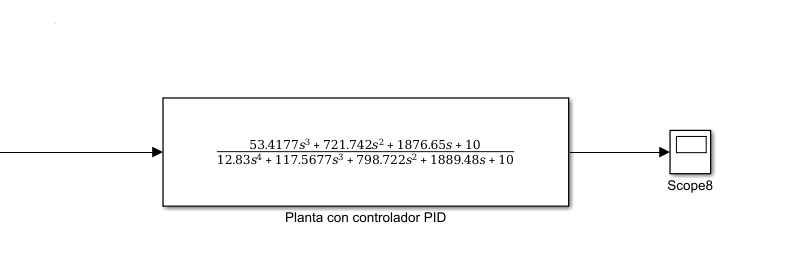 53.4177s³ + 721.742s² + 1876.65s + 10
12.83s⁴ + 117.5677s³ + 798.722s² + 1889.48s + 10
Planta con controlador PID
Scope8